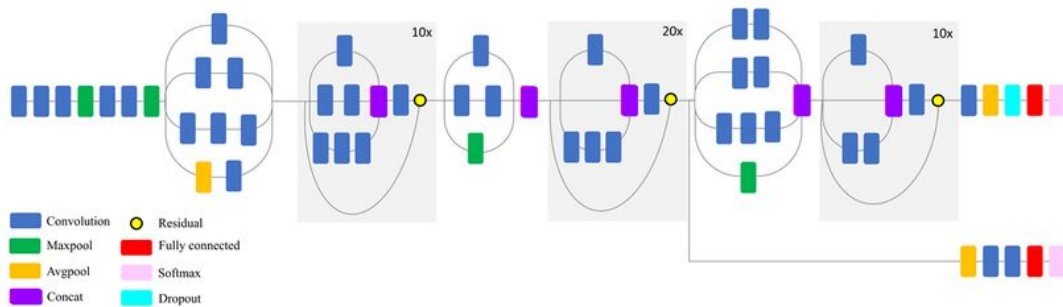 10x
20x
10x
Convolution
Residual
Maxpool
Fully connected
Avgpool
Softmax
Concat
Dropout